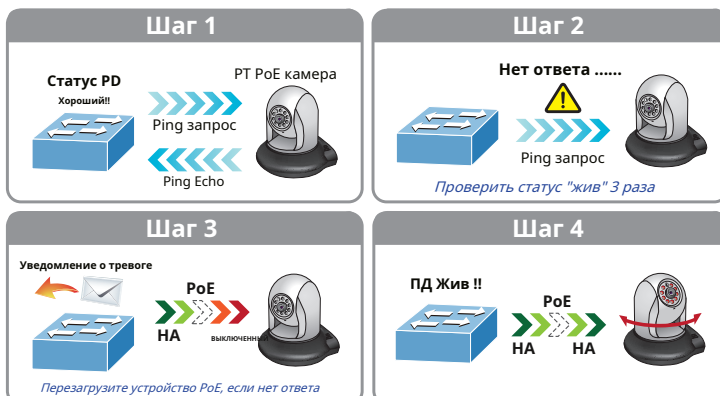 Шаг 1
Статус PD
Хороший!!
PT PoE камера
Ping запрос
Ping Echo
Шаг 2
Нет ответа ......
Ping запрос
Проверить статус "жив" 3 раза
Шаг 3
Уведомление о тревоге
PoE
НА
выключенный
Перезагрузите устройство PoE, если нет ответа
Шаг 4
ПД Жив !!
PoE
НА НА